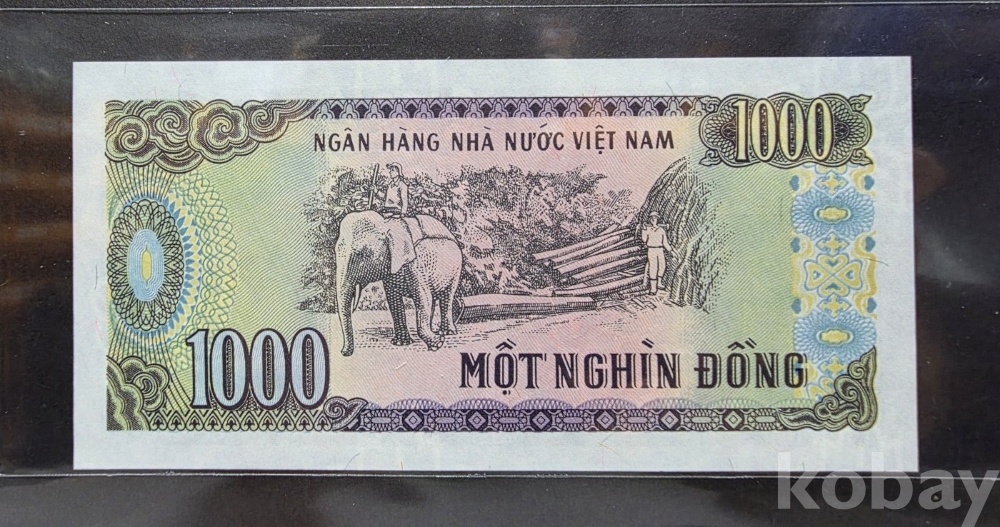 1000
NGÂN HÀNG NHÀ NƯỚC VIỆT NAM
1000
MỘT NGHÌN ĐỒNG
kobay